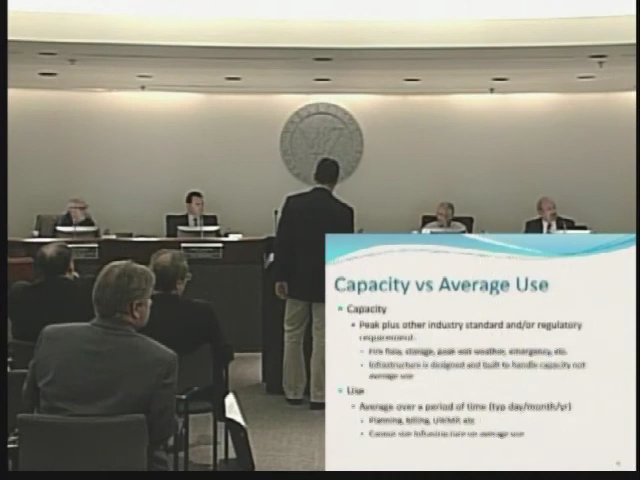 Capacity vs Average Use
Capacity
Peak plus other industry standard and/or regulatory
requirement.
Fire flow, storage, peak wet weather, emergency, etc.
Infrastructure is designed and built to handle capacity not
average use
Use
Average over a period of time (typ day/month/yr)
Planning, billing, UWMP, etc
Cannot size infrastructure on average use